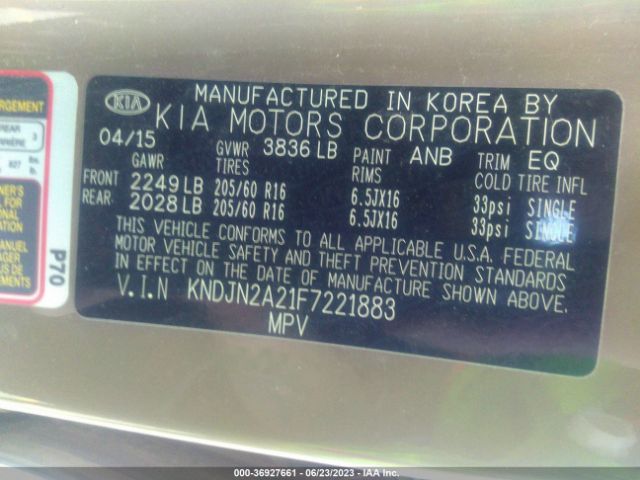 KIA
MANUFACTURED IN KOREA BY
KIA MOTORS CORPORATION
04/15 GVWR 3836 LB PAINT ANB TRIM EQ
GAWR TIRES RIMS COLD TIRE INFL
FRONT 2249 LB 205/60 R16 6.5JX16 33psi SINGLE
REAR 2028 LB 205/60 R16 6.5JX16 33psi SINGLE
THIS VEHICLE CONFORMS TO ALL APPLICABLE U.S.A. FEDERAL
MOTOR VEHICLE SAFETY AND THEFT PREVENTION STANDARDS
IN EFFECT ON THE DATE OF MANUFACTURE SHOWN ABOVE.
V.I.N KNDJN2A21F7221883
MPV
P70
000-36927661 - 06/23/2023 - IAA Inc.